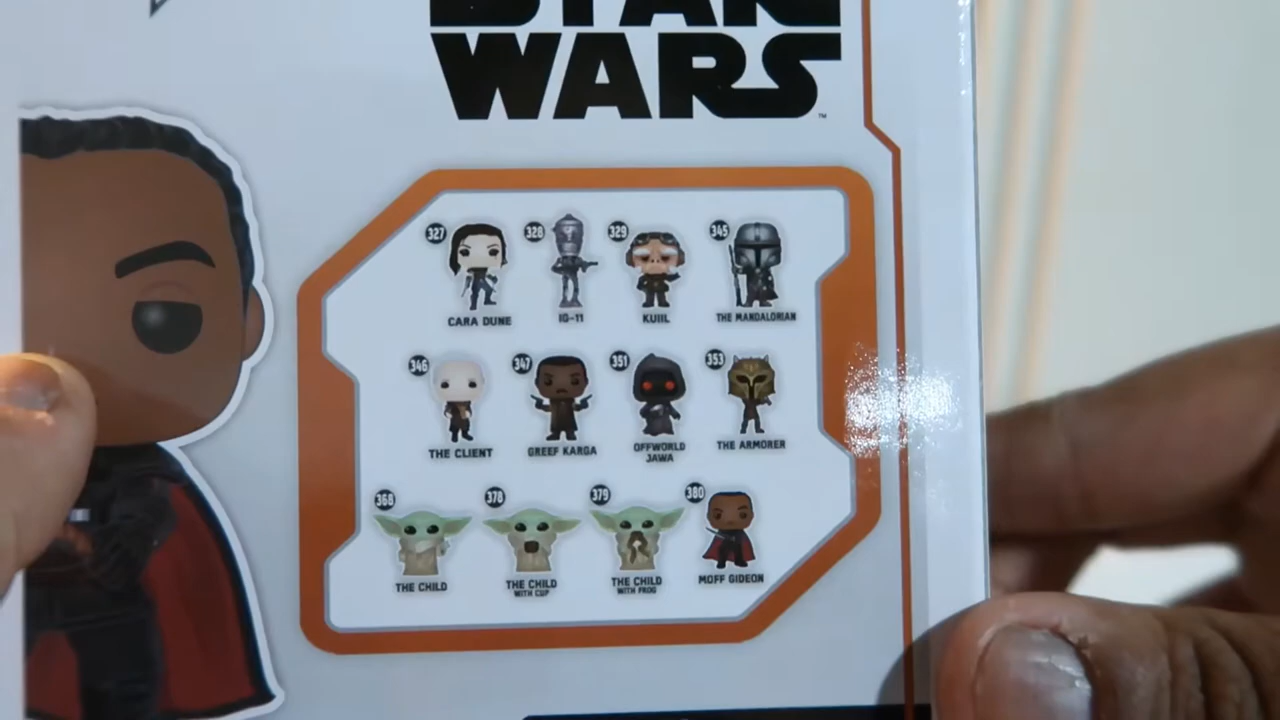 STAR
WARS
™
327 328 329 345
CARA DUNE IG-11 KUIIL THE MANDALORIAN
346 347 351 353
THE CLIENT GREEF KARGA OFFWORLD JAWA THE ARMORER
368 378 379 380
THE CHILD THE CHILD WITH CUP THE CHILD WITH FROG MOFF GIDEON